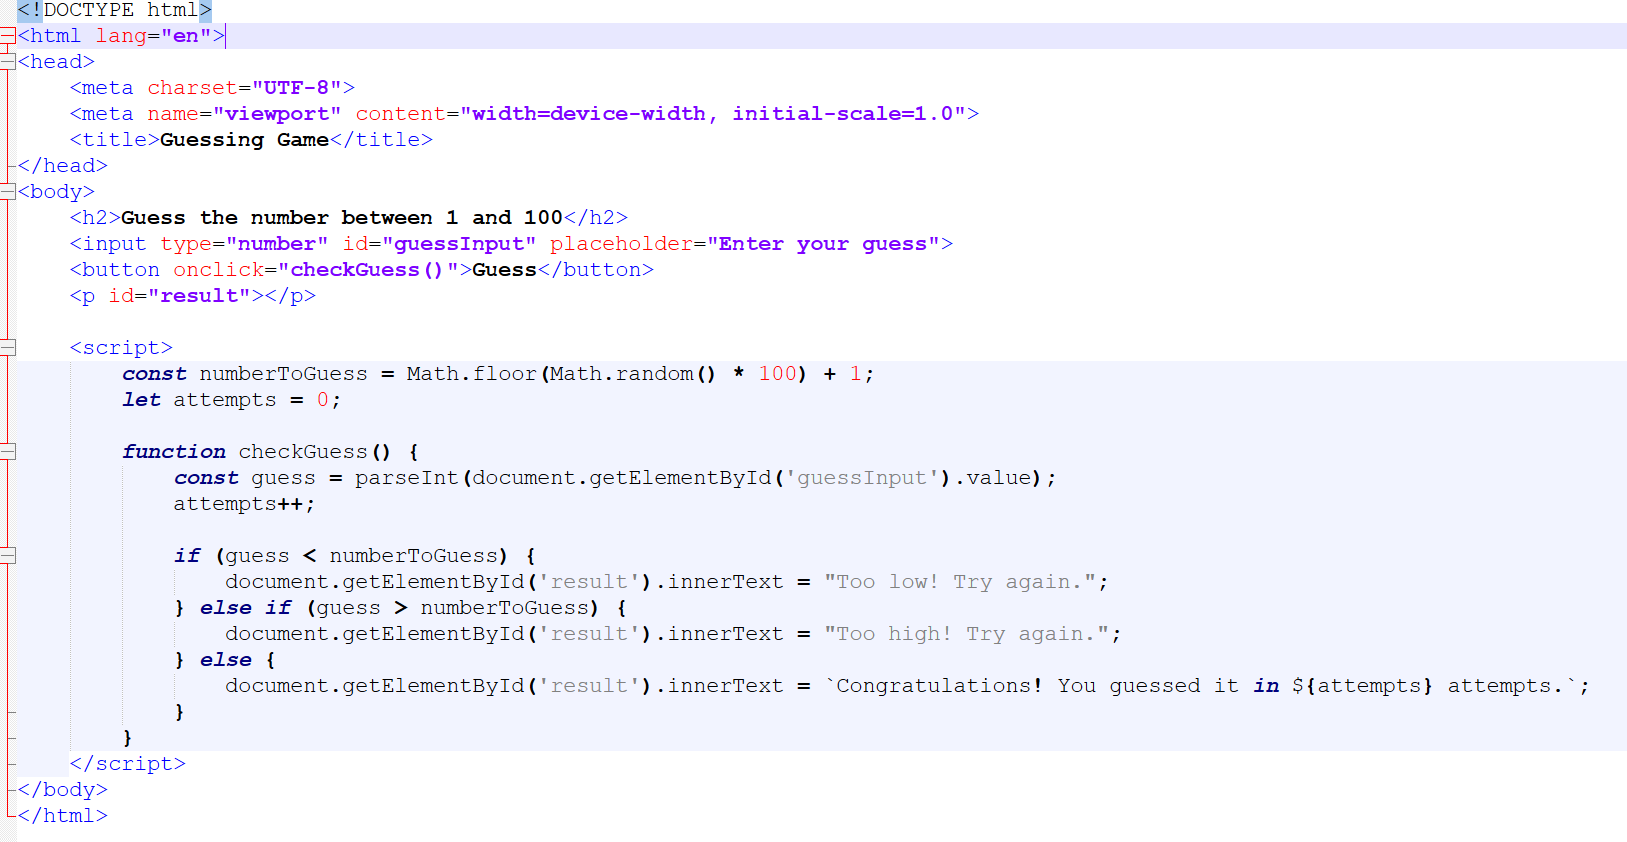 <!DOCTYPE html>
<html lang="en">
<head>
    <meta charset="UTF-8">
    <meta name="viewport" content="width=device-width, initial-scale=1.0">
    <title>Guessing Game</title>
</head>
<body>
    <h2>Guess the number between 1 and 100</h2>
    <input type="number" id="guessInput" placeholder="Enter your guess">
    <button onclick="checkGuess()">Guess</button>
    <p id="result"></p>

    <script>
        const numberToGuess = Math.floor(Math.random() * 100) + 1;
        let attempts = 0;

        function checkGuess() {
            const guess = parseInt(document.getElementById('guessInput').value);
            attempts++;

            if (guess < numberToGuess) {
                document.getElementById('result').innerText = "Too low! Try again.";
            } else if (guess > numberToGuess) {
                document.getElementById('result').innerText = "Too high! Try again.";
            } else {
                document.getElementById('result').innerText = `Congratulations! You guessed it in ${attempts} attempts.`;
            }
        }
    </script>
</body>
</html>